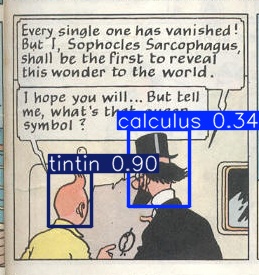 Every single one has vanished!
But I, Sophocles Sarcophagus,
shall be the first to reveal
this wonder to the world.
I hope you will... But tell
me, what's that
calculus 0.34
symbol ?
tintin 0.90